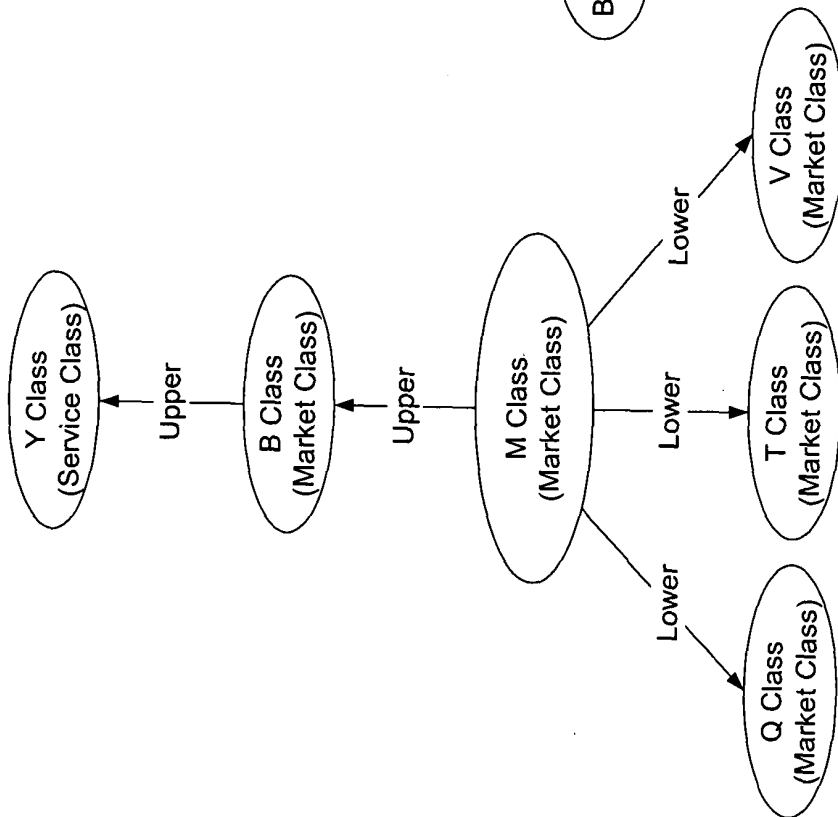 Y Class
(Service Class)
Upper
B Class
(Market Class)
Upper
M Class
(Market Class)
Lower
Lower
Lower
Q Class
(Market Class)
T Class
(Market Class)
V Class
(Market Class)
B